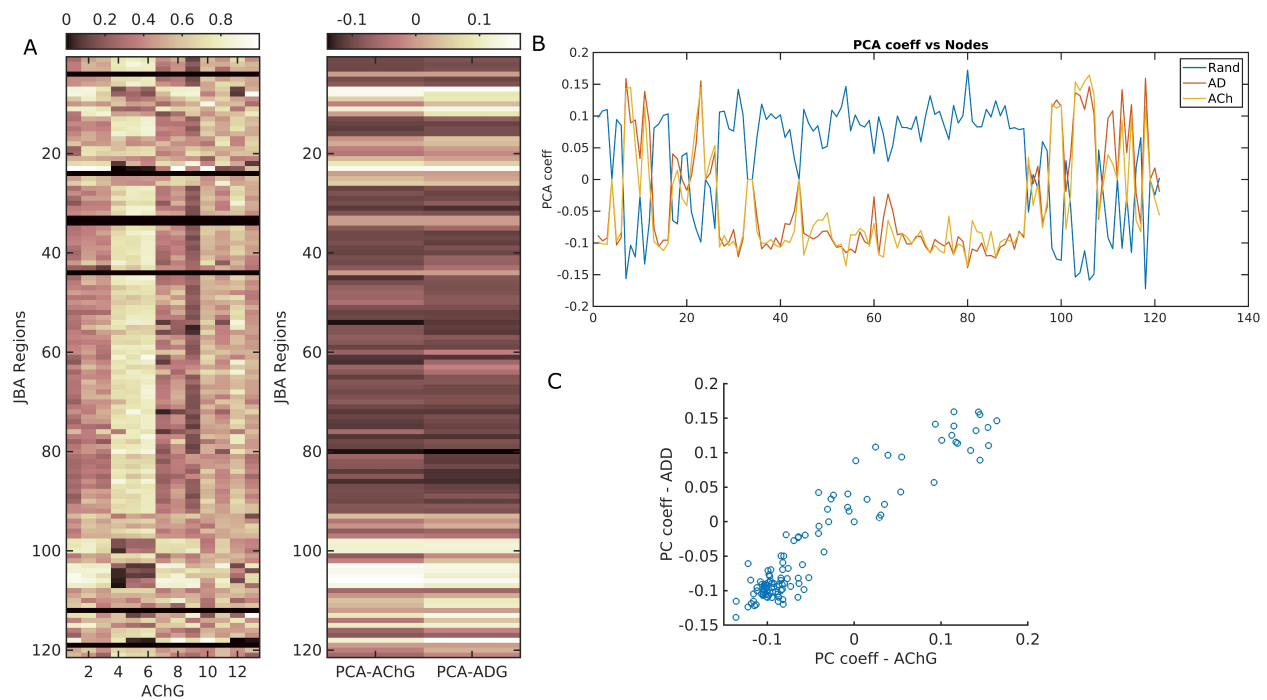 A
0 0.2 0.4 0.6 0.8
20
40
60
80
100
120
JBA Regions
2 4 6 8 10 12
AChG
-0.1 0 0.1
20
40
60
80
100
120
JBA Regions
PCA-AChG PCA-ADG
B
PCA coeff vs Nodes
0.2
0.15
0.1
0.05
0
-0.05
-0.1
-0.15
-0.2
PCA coeff
0 20 40 60 80 100 120 140
Rand
AD
ACh
C
0.2
0.15
0.1
0.05
0
-0.05
-0.1
-0.15
PC coeff - ADD
-0.1 0 0.1 0.2
PC coeff - AChG